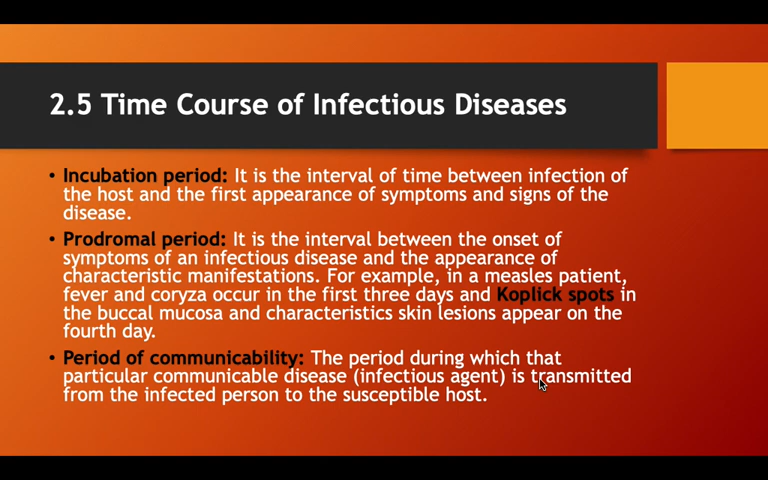 2.5 Time Course of Infectious Diseases
• Incubation period: It is the interval of time between infection of
the host and the first appearance of symptoms and signs of the
disease.
• Prodromal period: It is the interval between the onset of
symptoms of an infectious disease and the appearance of
characteristic manifestations. For example, in a measles patient,
fever and coryza occur in the first three days and Koplick spots in
the buccal mucosa and characteristics skin lesions appear on the
fourth day.
• Period of communicability: The period during which that
particular communicable disease (infectious agent) is transmitted
from the infected person to the susceptible host.